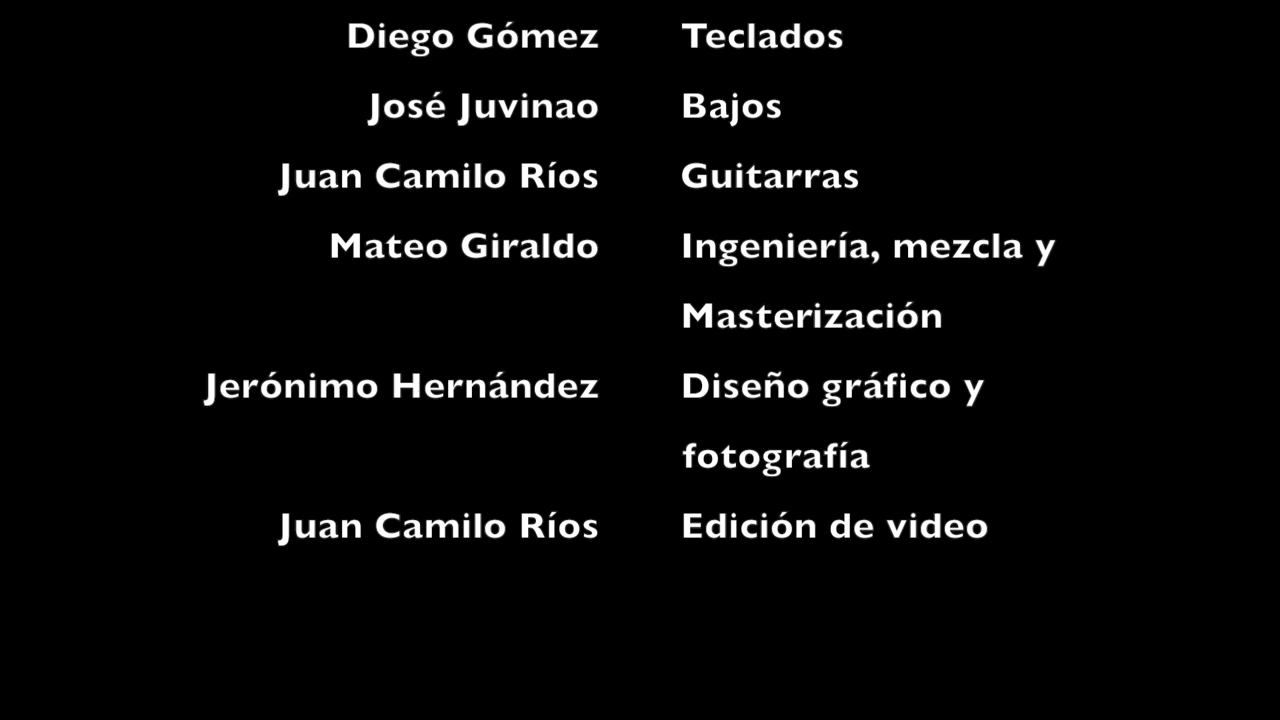 Diego Gómez Teclados
José Juvinao Bajos
Juan Camilo Ríos Guitarras
Mateo Giraldo Ingeniería, mezcla y
Masterización
Jerónimo Hernández Diseño gráfico y
fotografía
Juan Camilo Ríos Edición de video